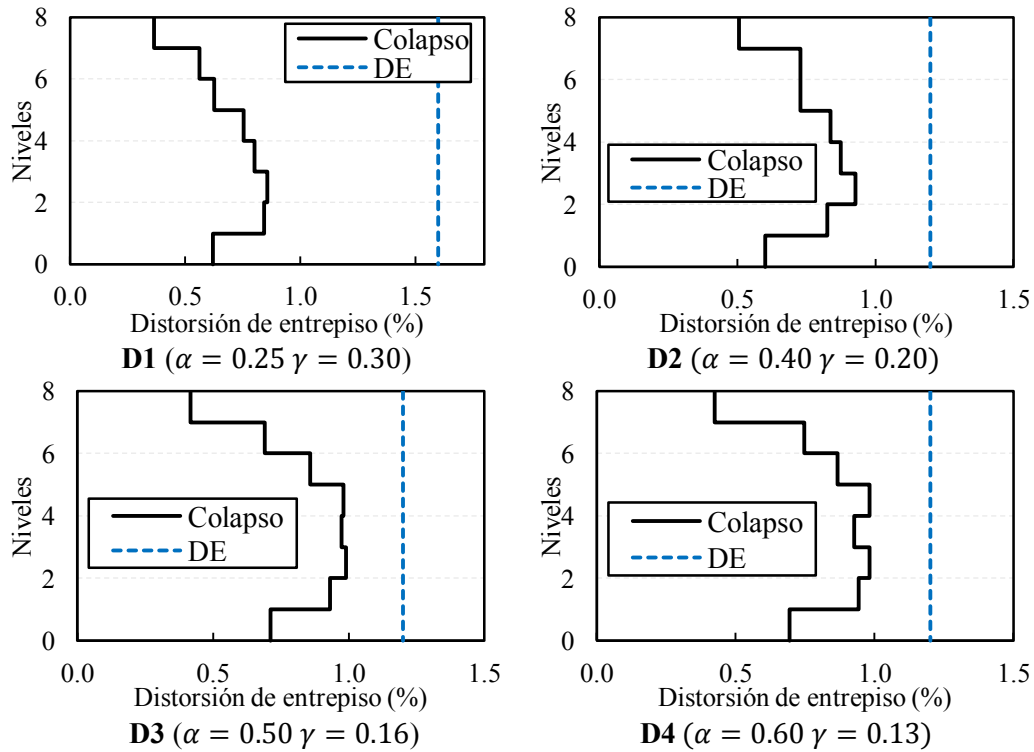 8
6
4
2
0
Niveles
Colapso
DE
0.0 0.5 1.0 1.5
Distorsión de entrepiso (%)
D1 (α = 0.25 γ = 0.30)
8
6
4
2
0
Niveles
Colapso
DE
0.0 0.5 1.0 1.5
Distorsión de entrepiso (%)
D2 (α = 0.40 γ = 0.20)
8
6
4
2
0
Niveles
Colapso
DE
0.0 0.5 1.0 1.5
Distorsión de entrepiso (%)
D3 (α = 0.50 γ = 0.16)
8
6
4
2
0
Niveles
Colapso
DE
0.0 0.5 1.0 1.5
Distorsión de entrepiso (%)
D4 (α = 0.60 γ = 0.13)